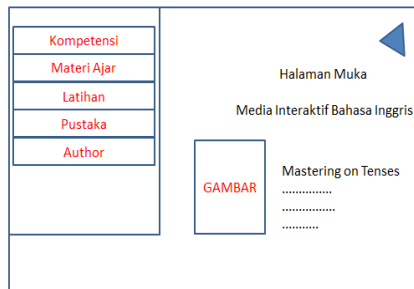 Kompetensi
Materi Ajar
Latihan
Pustaka
Author
Halaman Muka
Media Interaktif Bahasa Inggris
GAMBAR
Mastering on Tenses
...............
................
...........